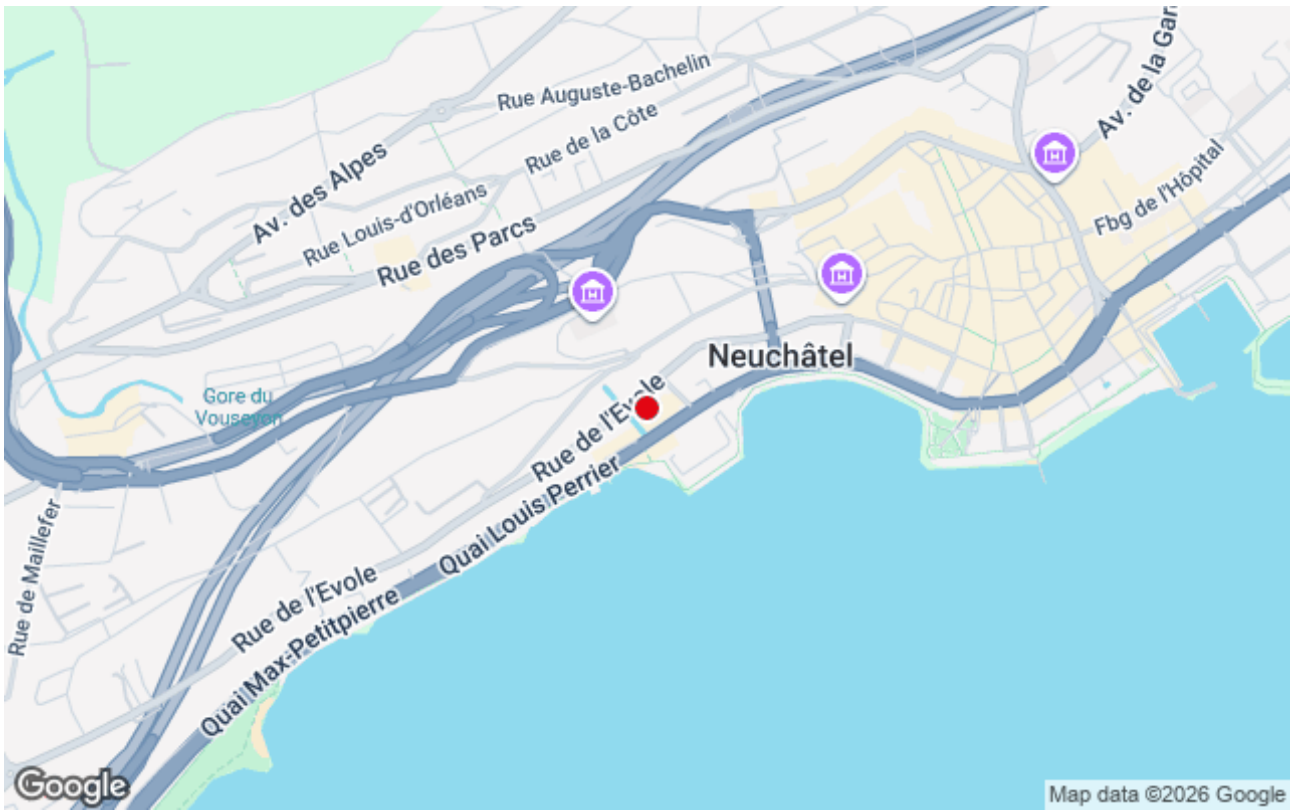 Av. de la Gar
Rue Auguste-Bachelin
Rue de la Côte
Av. des Alpes
Fbg de l'Hôpital
Rue Louis-d'Orléans
Rue des Parcs
Neuchâtel
Gore du
Vouseyon
Rue de l'Evole
Quai Louis Perrier
Rue de Maillefer
Rue de l'Evole
Quai Max-Petitpierre
Google
Map data ©2026 Google